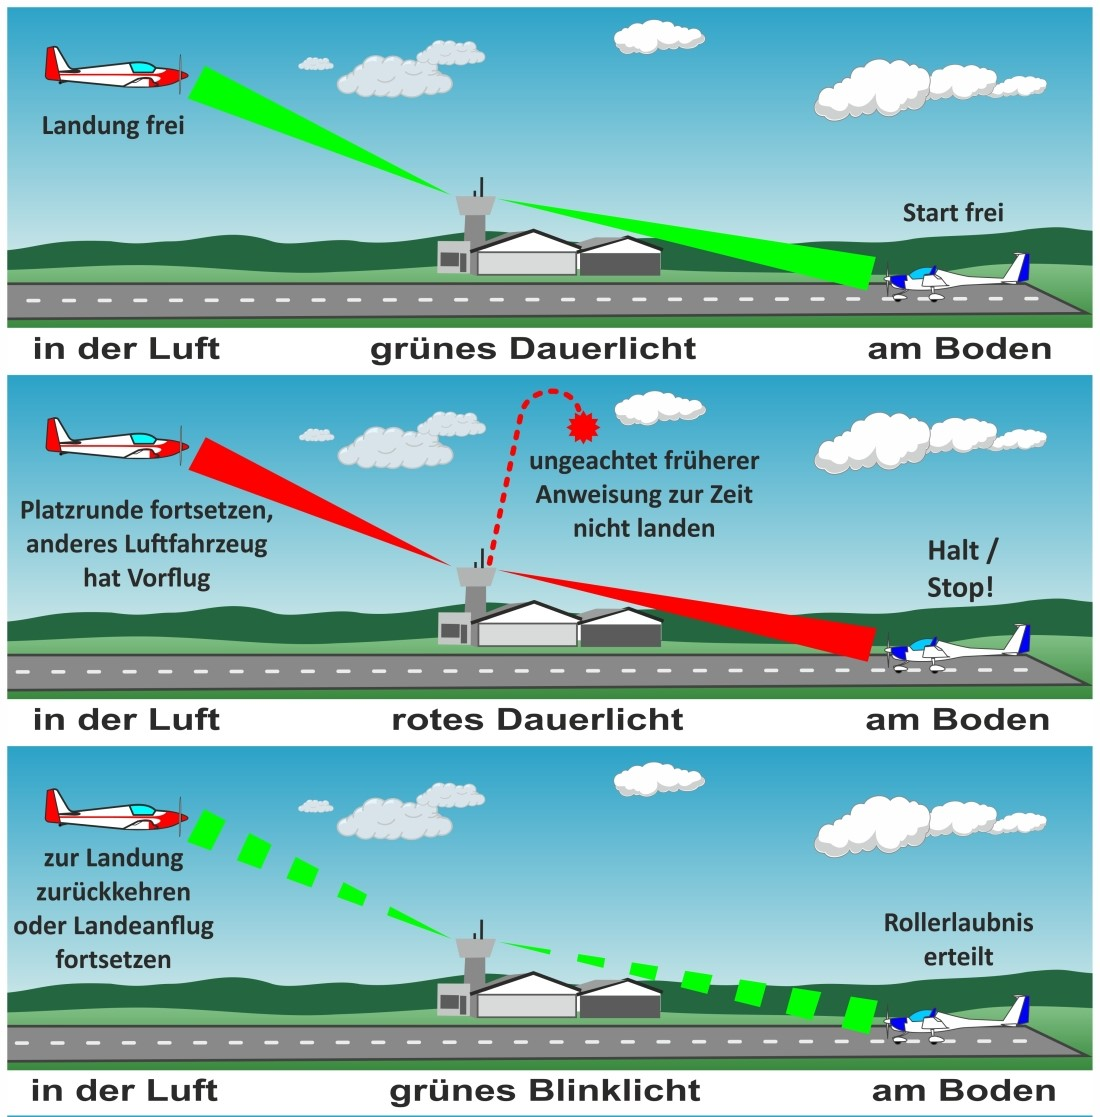 Landung frei
Start frei
in der Luft
grünes Dauerlicht
am Boden
ungeachtet früherer
Anweisung zur Zeit
nicht landen
Platzrunde fortsetzen,
anderes Luftfahrzeug
hat Vorflug
Halt /
Stop!
in der Luft
rotes Dauerlicht
am Boden
zur Landung
zurückkehren
oder Landeanflug
fortsetzen
Rollerlaubnis
erteilt
in der Luft
grünes Blinklicht
am Boden